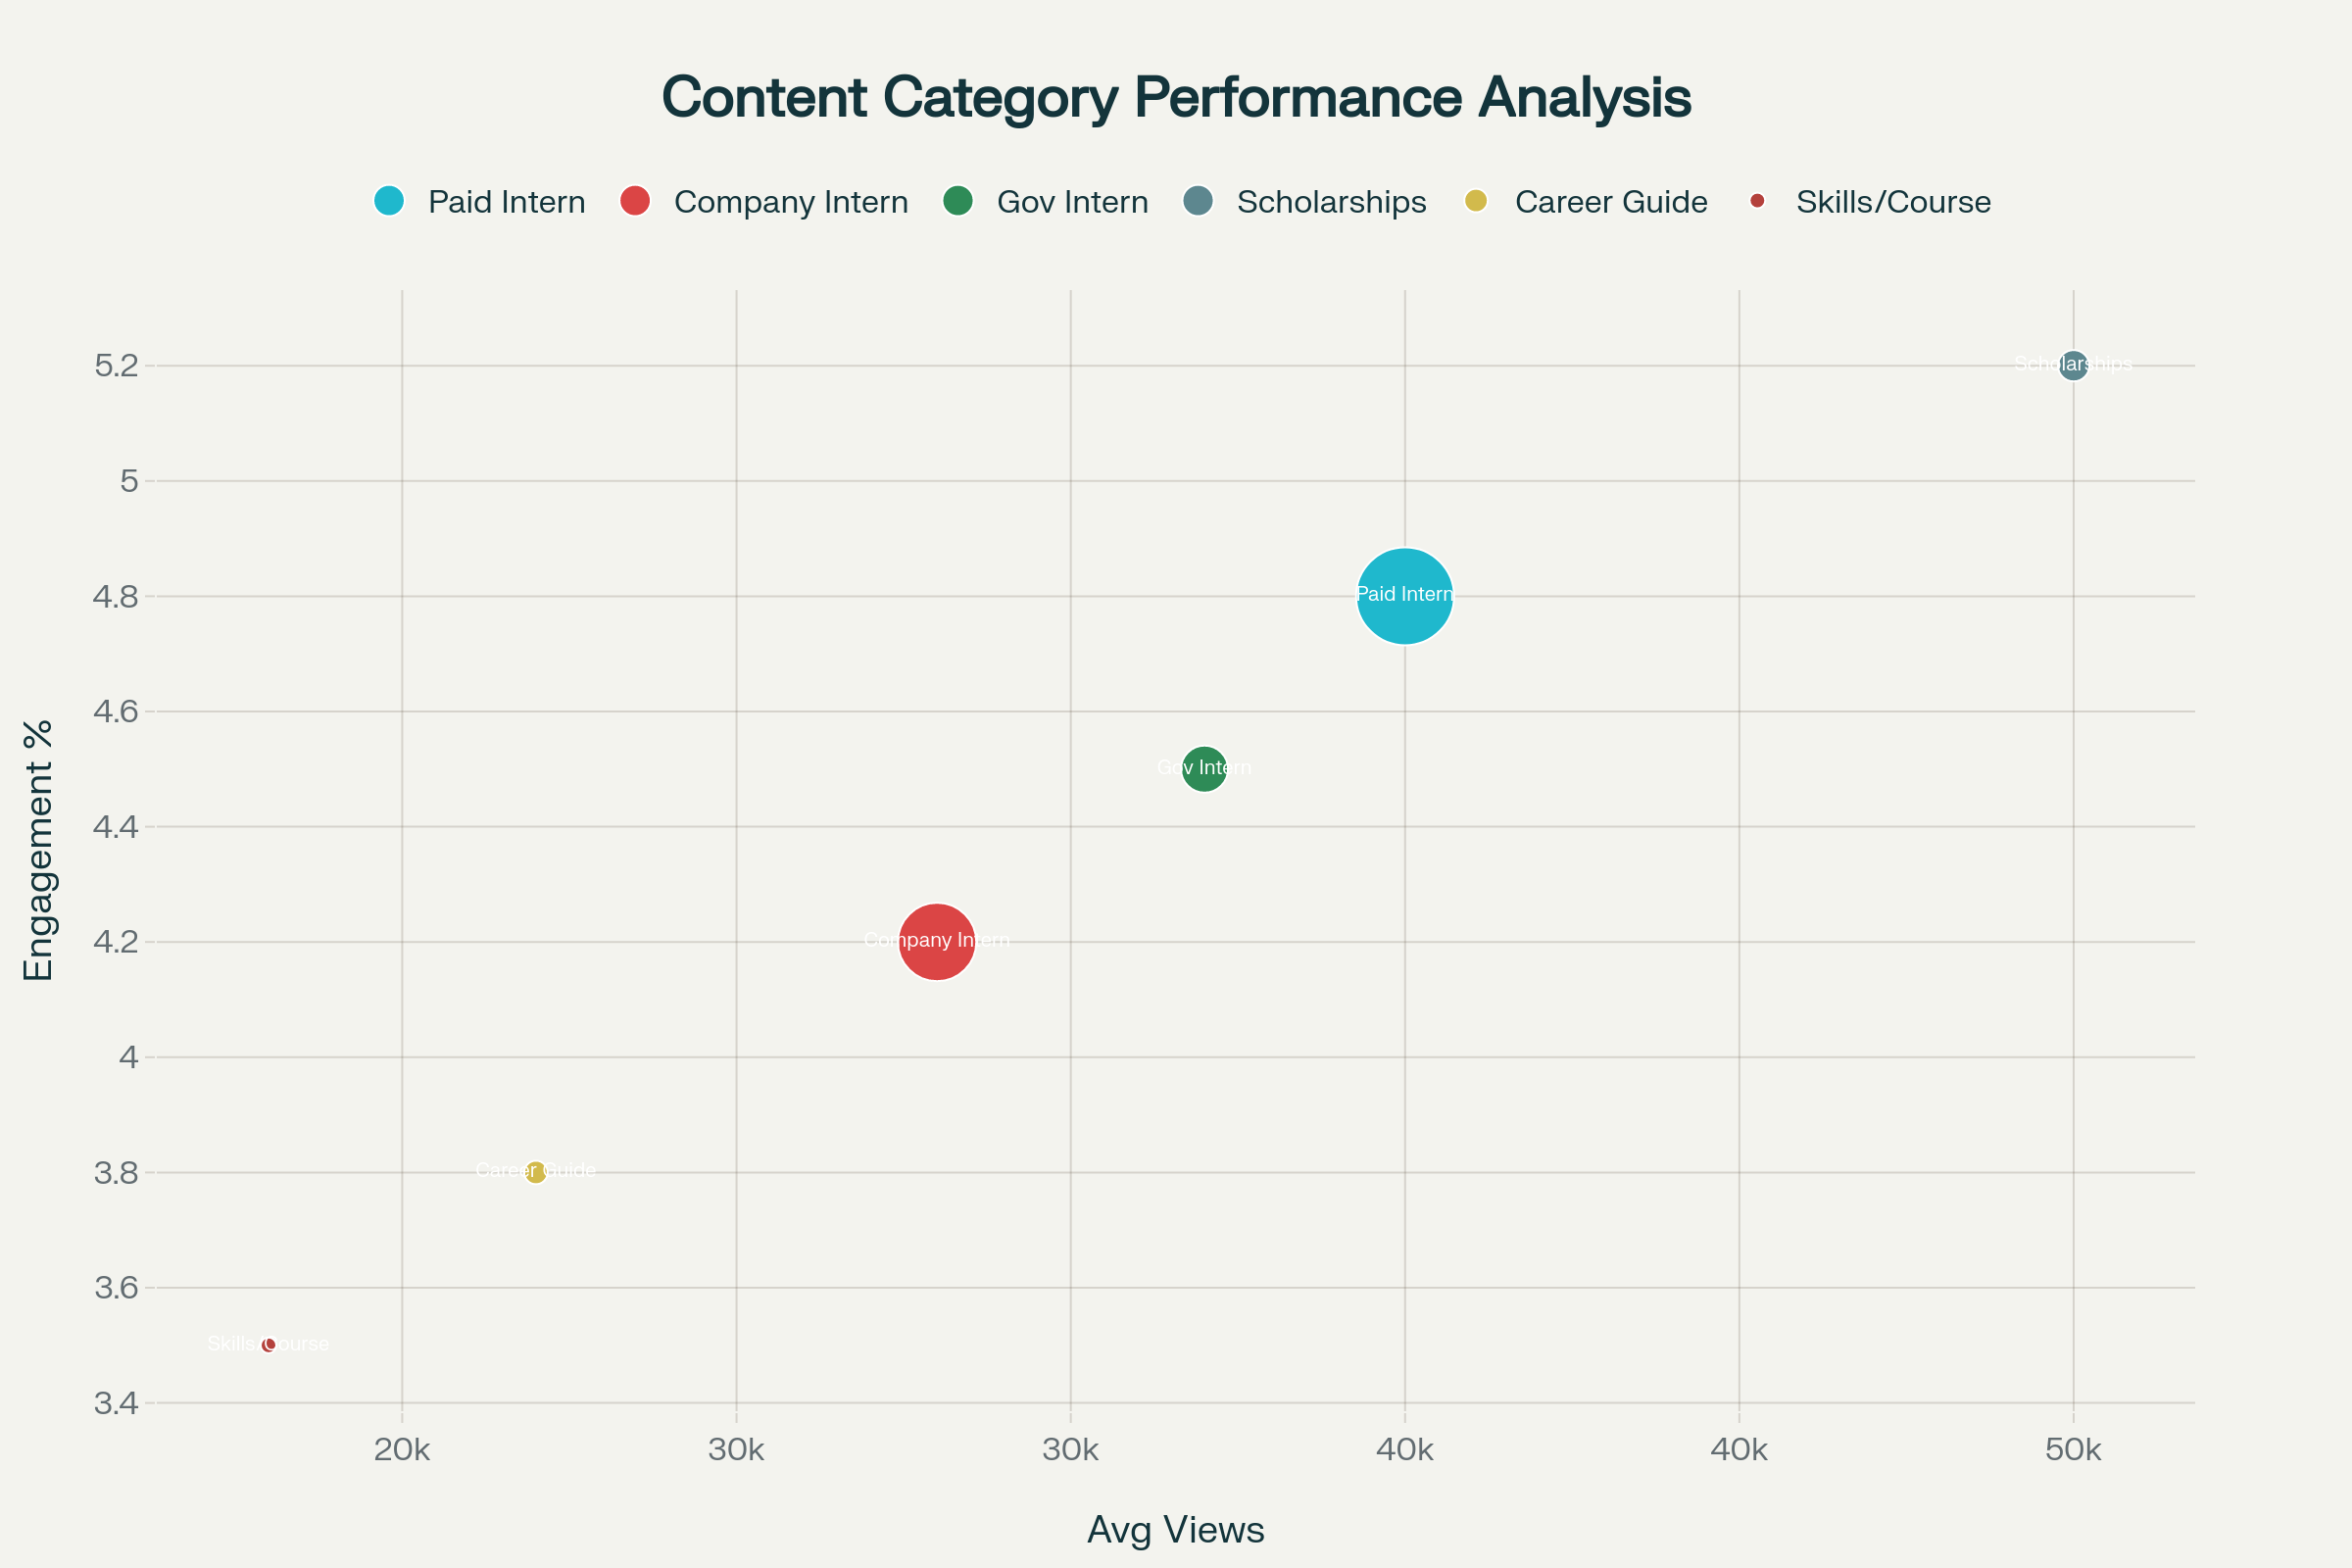 Content Category Performance Analysis
Paid Intern Company Intern Gov Intern Scholarships Career Guide Skills/Course
Engagement %
5.2
5
4.8
4.6
4.4
4.2
4
3.8
3.6
3.4
Scholarships
Paid Intern
Gov Intern
Company Intern
Career Guide
Skills/Course
20k 30k 30k 40k 40k 50k
Avg Views